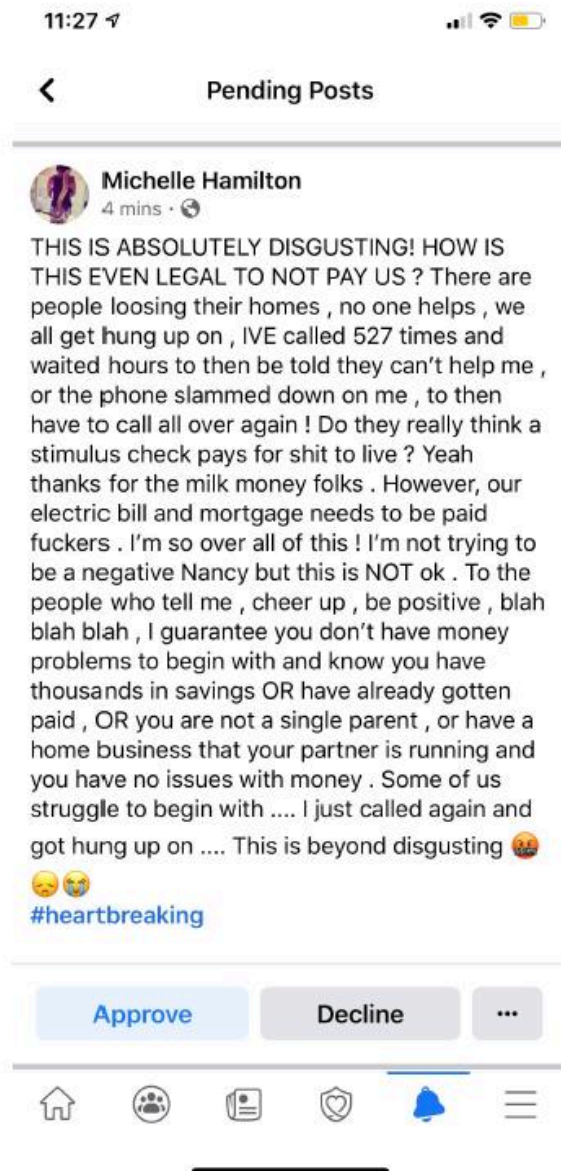 11:27
Pending Posts
Michelle Hamilton
4 mins ·
THIS IS ABSOLUTELY DISGUSTING! HOW IS
THIS EVEN LEGAL TO NOT PAY US ? There are
people loosing their homes , no one helps , we
all get hung up on , IVE called 527 times and
waited hours to then be told they can't help me ,
or the phone slammed down on me , to then
have to call all over again ! Do they really think a
stimulus check pays for shit to live ? Yeah
thanks for the milk money folks . However, our
electric bill and mortgage needs to be paid
fuckers . I'm so over all of this ! I'm not trying to
be a negative Nancy but this is NOT ok . To the
people who tell me , cheer up , be positive , blah
blah blah , I guarantee you don't have money
problems to begin with and know you have
thousands in savings OR have already gotten
paid , OR you are not a single parent , or have a
home business that your partner is running and
you have no issues with money . Some of us
struggle to begin with .... I just called again and
got hung up on .... This is beyond disgusting 🤬
😞😭
#heartbreaking
Approve Decline ...